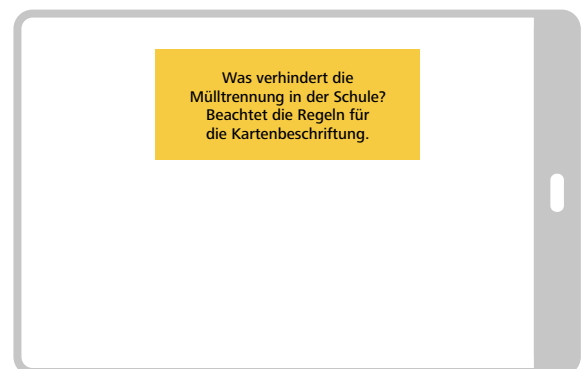 Was verhindert die
Mülltrennung in der Schule?
Beachtet die Regeln für
die Kartenbeschriftung.